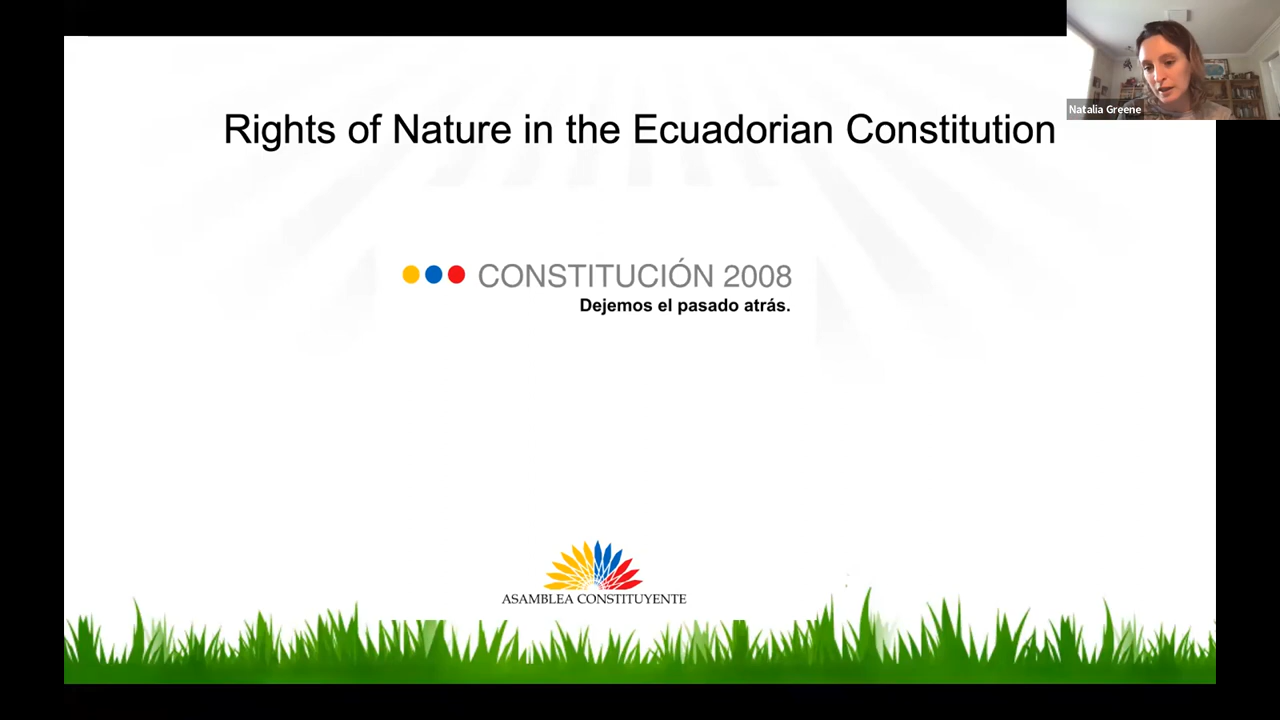 Natalia Greene
Rights of Nature in the Ecuadorian Constitution
CONSTITUCIÓN 2008
Dejemos el pasado atrás.
ASAMBLEA CONSTITUYENTE